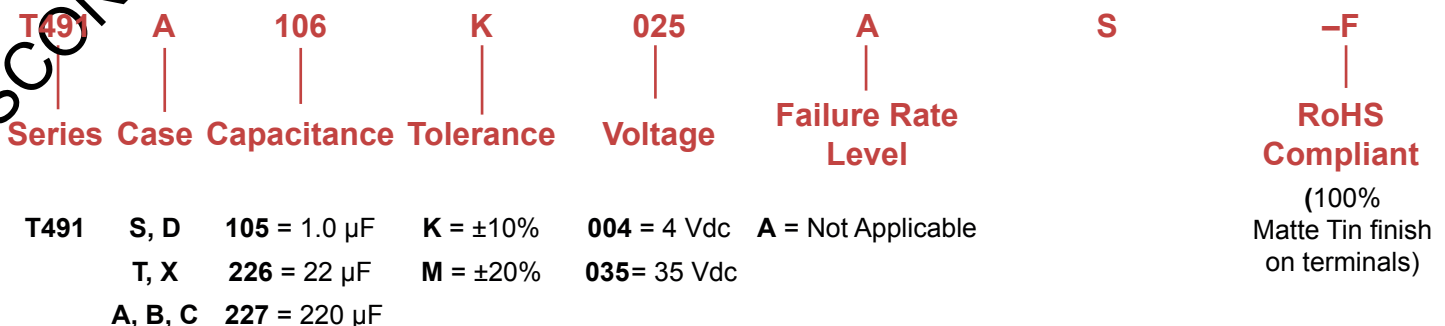 SCON
T491 A 106 K 025 A S –F
Series Case Capacitance Tolerance Voltage Failure Rate Level RoHS Compliant
(100% Matte Tin finish on terminals)
T491 S, D 105 = 1.0 µF K = ±10% 004 = 4 Vdc A = Not Applicable
T, X 226 = 22 µF M = ±20% 035= 35 Vdc
A, B, C 227 = 220 µF